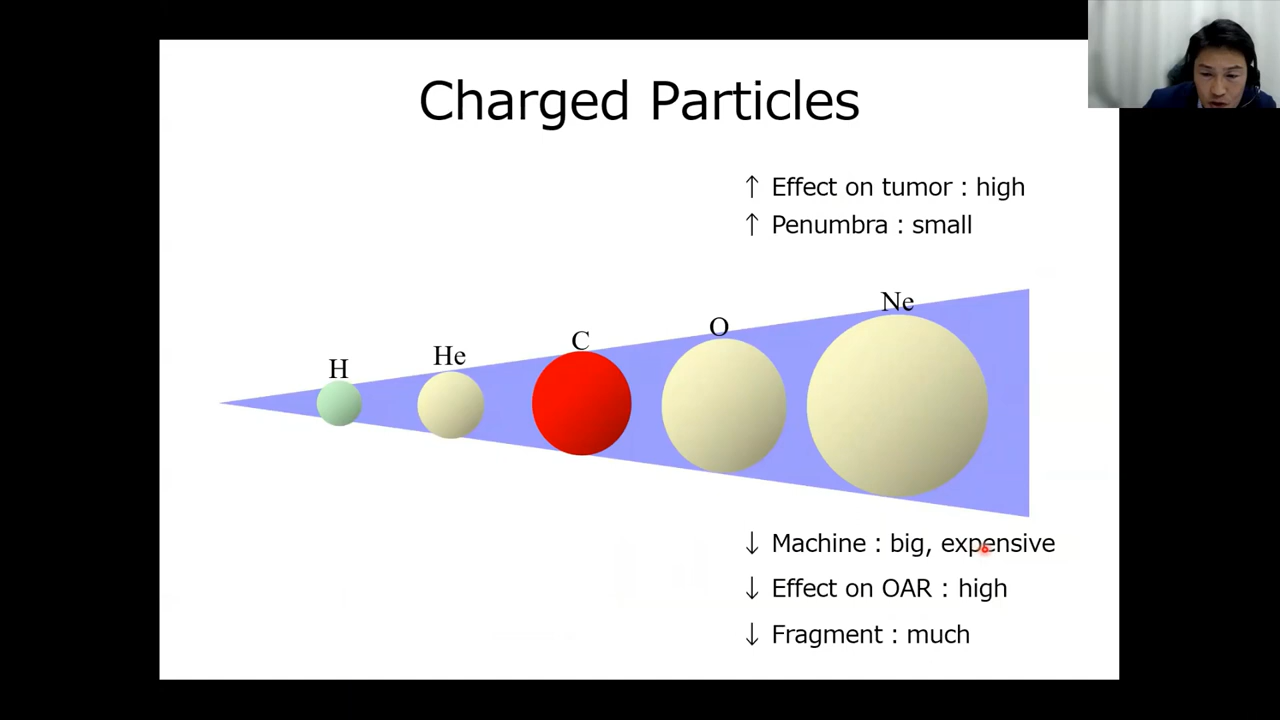 Charged Particles
↑ Effect on tumor : high
↑ Penumbra : small
H
He
C
O
Ne
↓ Machine : big, expensive
↓ Effect on OAR : high
↓ Fragment : much